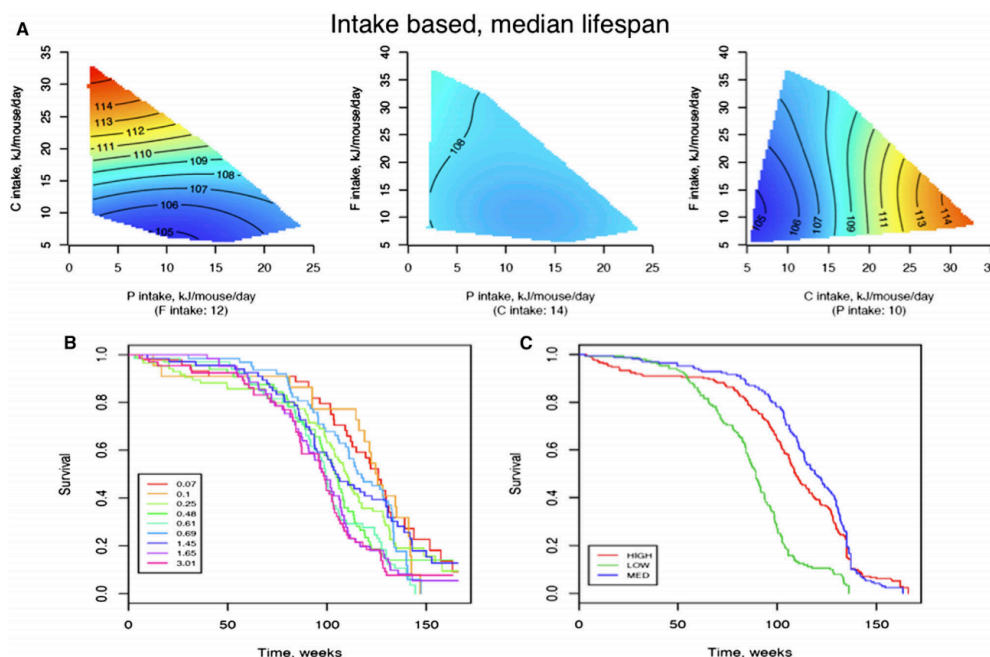 Intake based, median lifespan
A
C intake, kJ/mouse/day
35
30
25
20
15
10
5
114
113
112
111
110
109
108
107
106
105
0 5 10 15 20 25
P intake, kJ/mouse/day
(F intake: 12)
F intake, kJ/mouse/day
40
35
30
25
20
15
10
5
108
0 5 10 15 20 25
P intake, kJ/mouse/day
(C intake: 14)
F intake, kJ/mouse/day
40
35
30
25
20
15
10
5
105
106
107
109
111
113
114
5 10 15 20 25 30 35
C intake, kJ/mouse/day
(P intake: 10)
B
Survival
1.0
0.8
0.6
0.4
0.2
0.0
0.07
0.1
0.25
0.48
0.61
0.69
1.45
1.65
3.01
0 50 100 150
Time, weeks
C
Survival
1.0
0.8
0.6
0.4
0.2
0.0
HIGH
LOW
MED
0 50 100 150
Time, weeks